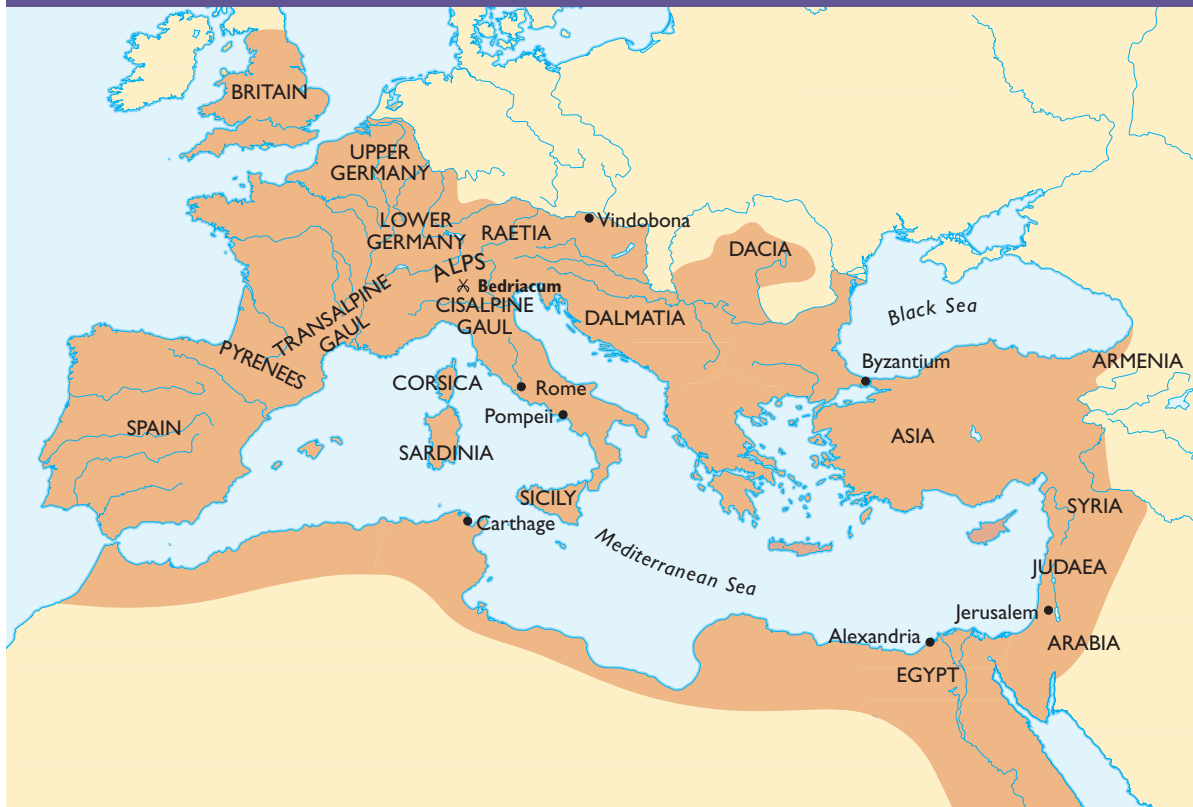 BRITAIN
UPPER
GERMANY
LOWER
GERMANY
RAETIA
Vindobona
DACIA
ALPS
Bedriacum
CISALPINE
GAUL
TRANSALPINE
GAUL
DALMATIA
Black Sea
PYRENEES
Byzantium
ARMENIA
CORSICA
Rome
Pompeii
SPAIN
ASIA
SARDINIA
SICILY
SYRIA
Carthage
Mediterranean Sea
JUDAEA
Jerusalem
Alexandria
ARABIA
EGYPT